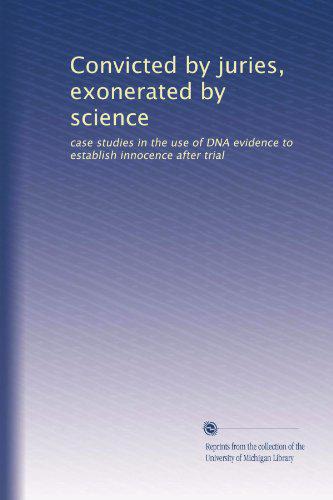 Convicted by juries,
exonerated by
science
case studies in the use of DNA evidence to
establish innocence after trial
Reprints from the collection of the
University of Michigan Library